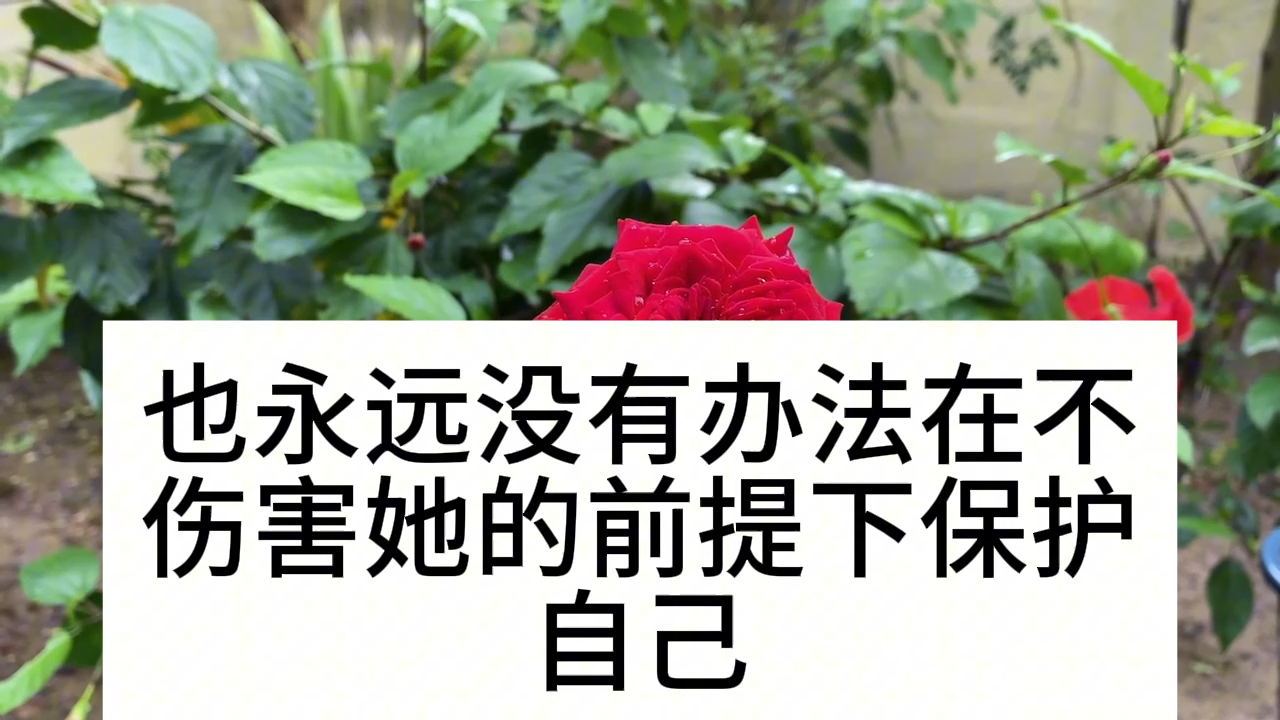 也永远没有办法在不
伤害她的前提下保护
自己